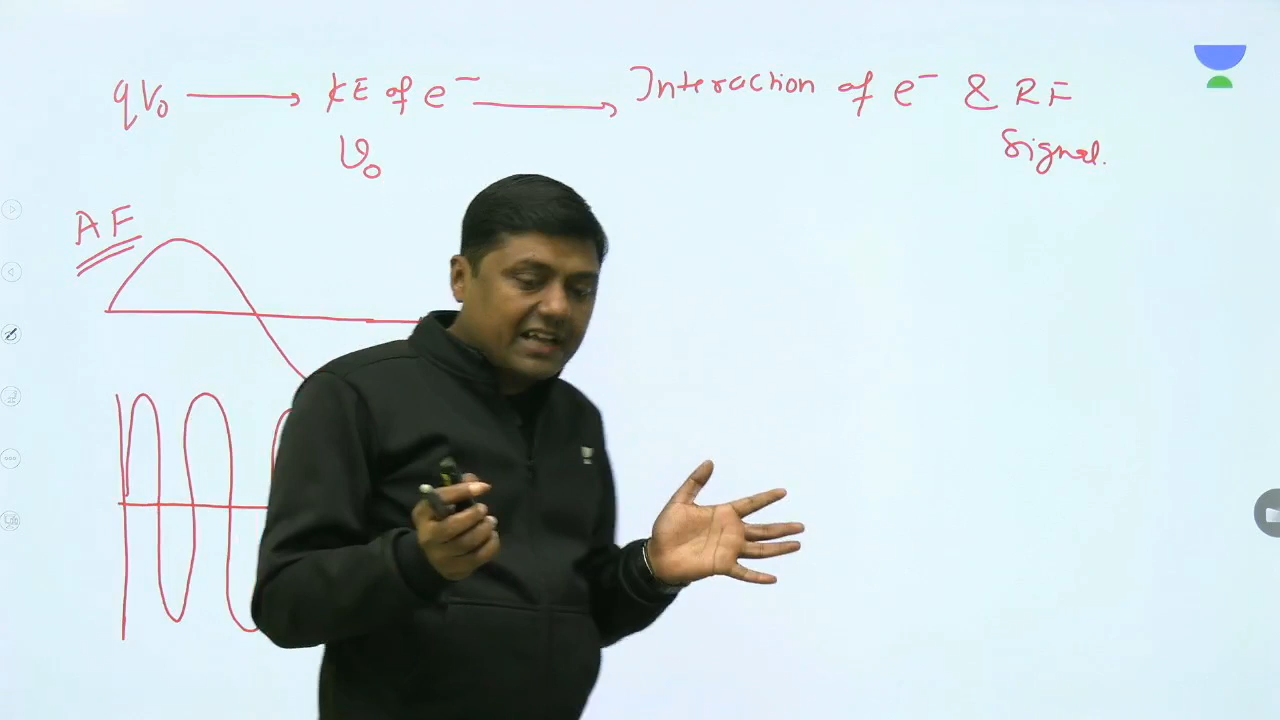 qV₀ → KE of e⁻ → Interaction of e⁻ & RF
V₀
Signal.
AF